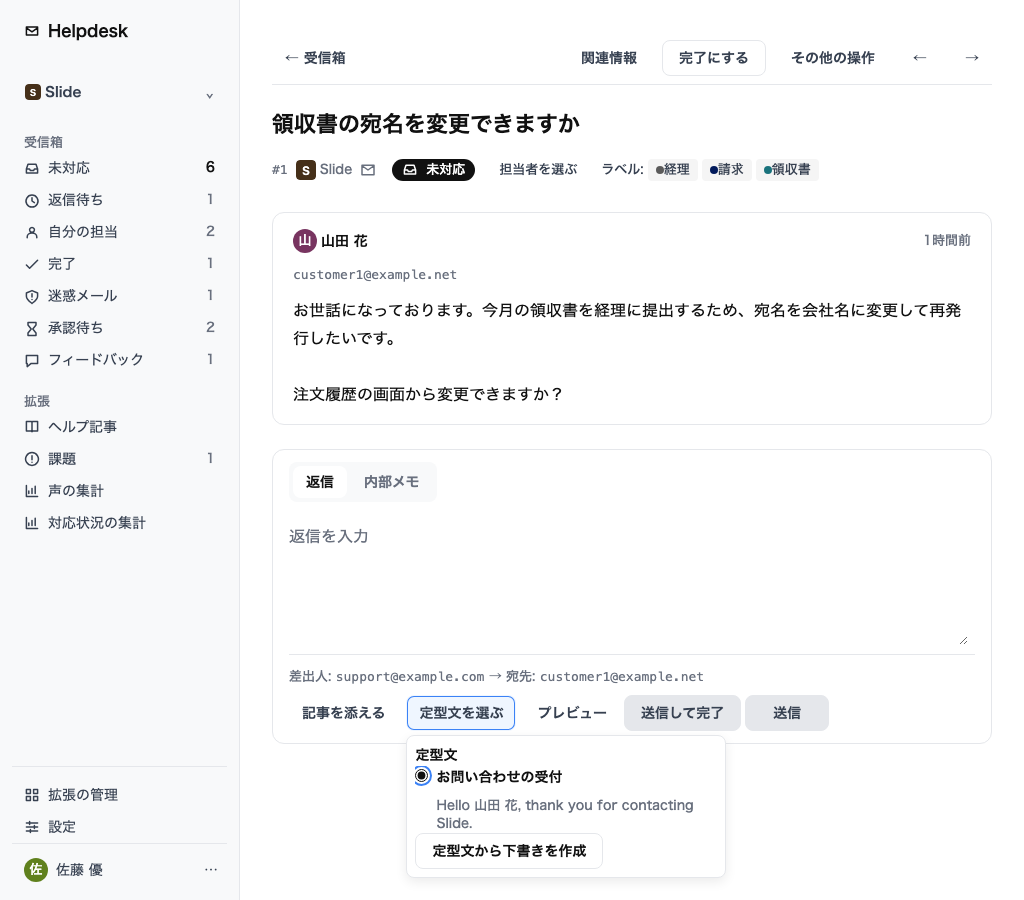 Helpdesk
S Slide
受信箱
未対応 6
返信待ち 1
自分の担当 2
完了 1
迷惑メール 1
承認待ち 2
フィードバック 1
拡張
ヘルプ記事
課題 1
声の集計
対応状況の集計
拡張の管理
設定
佐 佐藤 優 ...
← 受信箱 関連情報 完了にする その他の操作 ← →
領収書の宛名を変更できますか
#1 S Slide 未対応 担当者を選ぶ ラベル: 経理 請求 領収書
山 山田 花 1時間前
customer1@example.net
お世話になっております。今月の領収書を経理に提出するため、宛名を会社名に変更して再発
行したいです。
注文履歴の画面から変更できますか？
返信 内部メモ
返信を入力
差出人: support@example.com → 宛先: customer1@example.net
記事を添える 定型文を選ぶ プレビュー 送信して完了 送信
定型文
お問い合わせの受付
Hello 山田 花, thank you for contacting
Slide.
定型文から下書きを作成